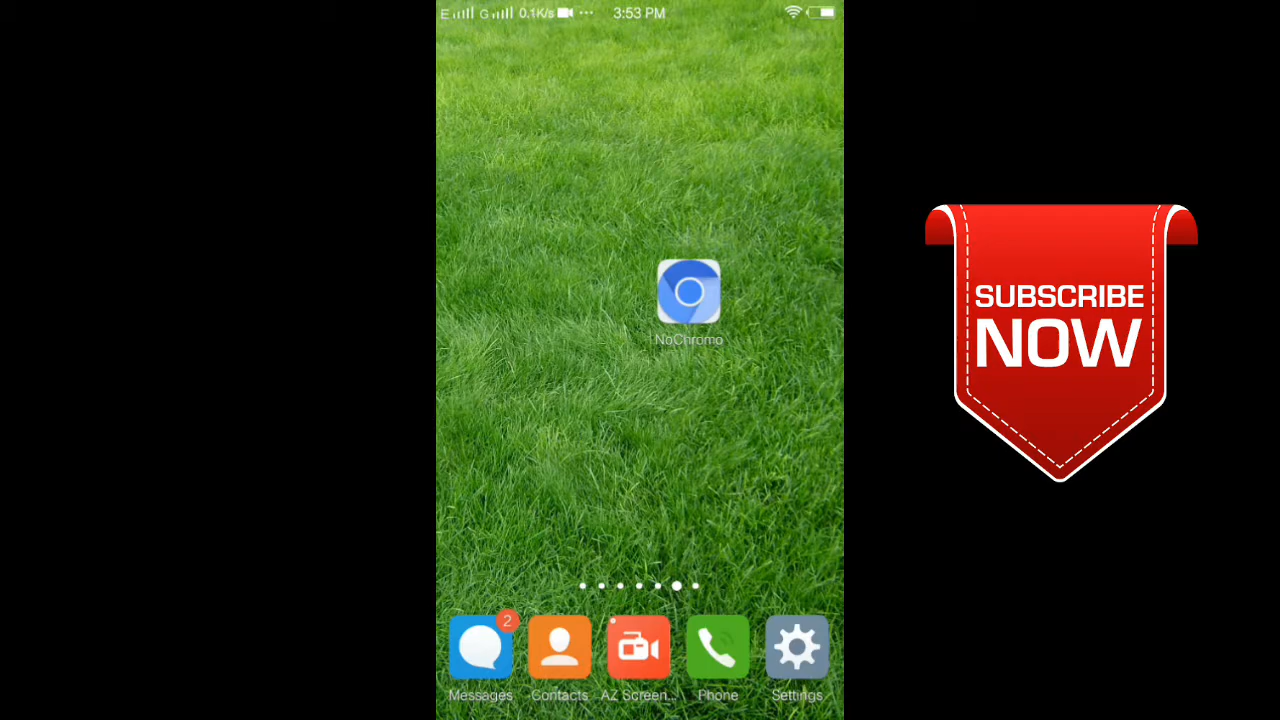 E G 0.1K/s ... 3:53 PM
NoChromo
SUBSCRIBE
NOW
2
Messages Contacts AZ Screen... Phone Settings